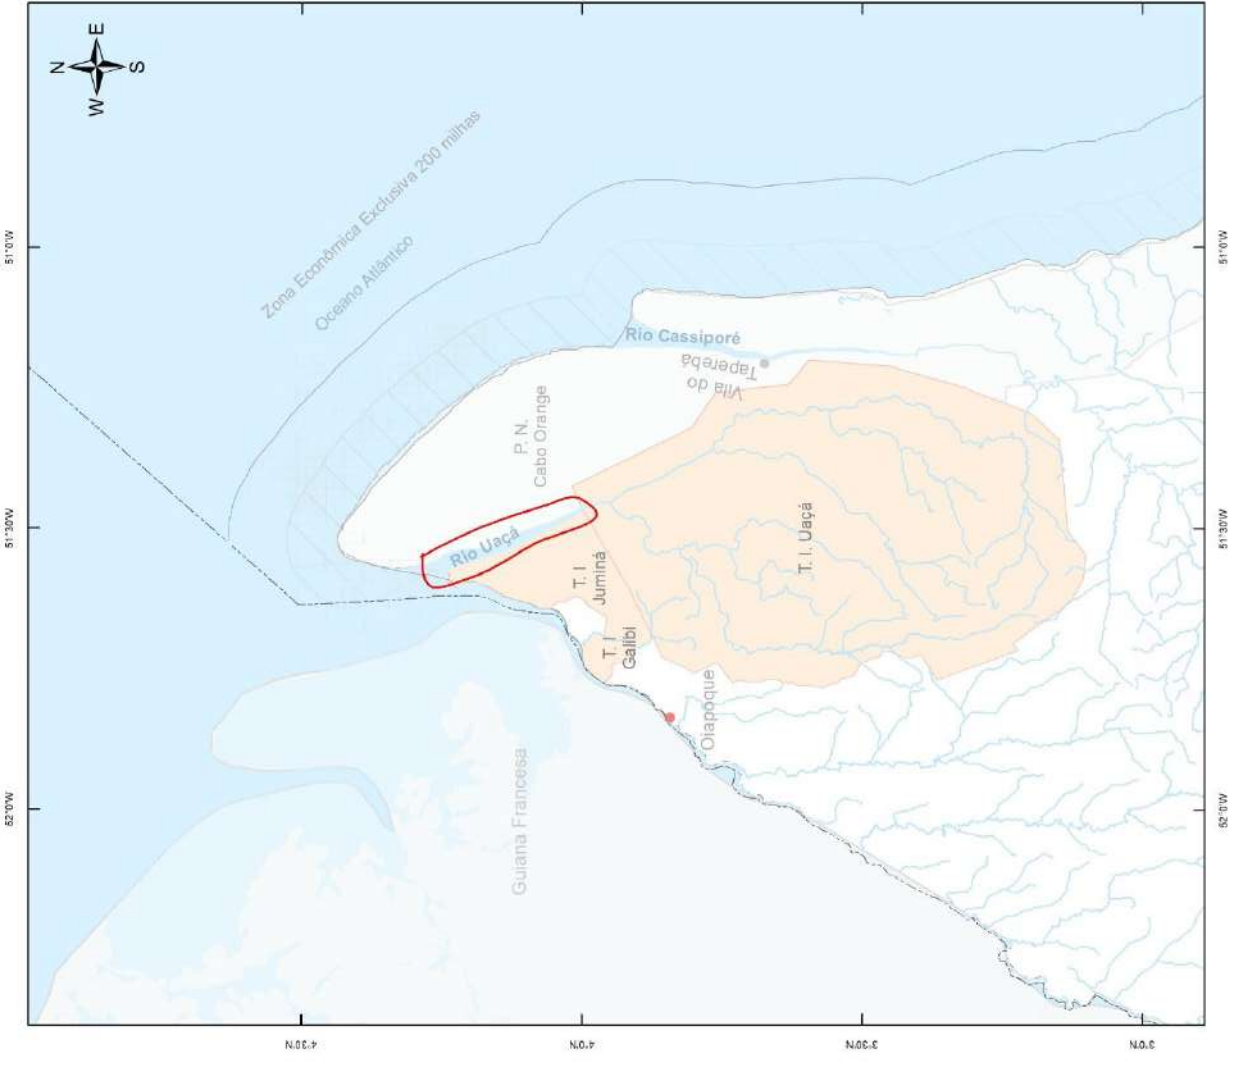 N
W
E
S
Zona Econômica Exclusiva 200 milhas
Oceano Atlântico
51°0'W
51°30'W
52°0'W
51°0'W
51°30'W
52°0'W
Rio Cassiporé
Vila do
Taperebá
P. N.
Cabo Orange
Rio Uaçá
T. I
Juminá
T. I. Uaçá
T. I
Galibi
Oiapoque
Guiana Francesa
4°30'N
4°0'N
3°30'N
3°0'N